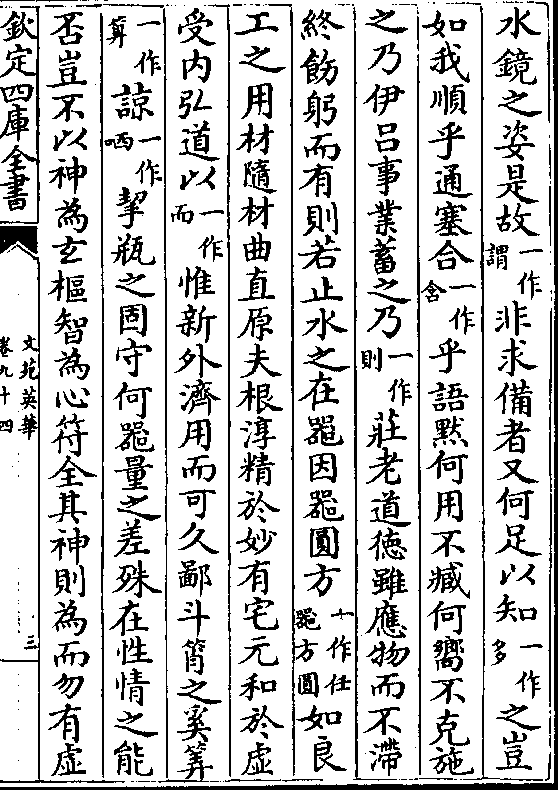 水鏡之姿是故一作謂非求備者又何足以知一作多之豈
如我順乎通塞合一作含乎語黙何用不臧何嚮不克施
之乃伊吕事業蓄之乃一作則莊老道徳雖應物而不滯
終飭躬而有則若止水之在噐因噐圓方一作任噐方圓如良
工之用材隨材曲直原夫根淳精於妙有宅元和於虚
受内弘道以一作而惟新外濟用而可久鄙斗筲之奚筭
一作算諒一作哂挈瓶之固守何噐量之差殊在性情之能
否豈不以神為玄樞智為心符全其神則為而勿有虚
欽定四庫全書
文苑英華
卷九十四
三